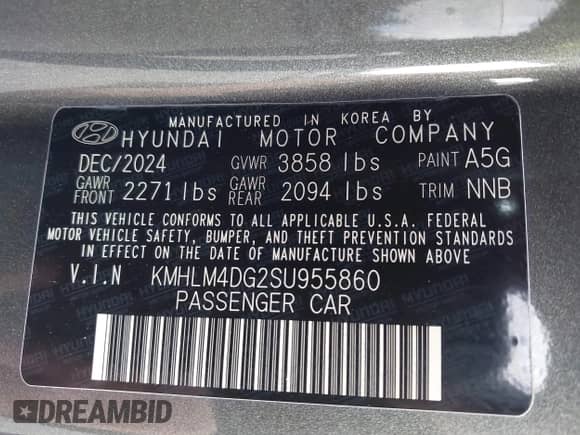 MANUFACTURED IN KOREA BY
HYUNDAI MOTOR COMPANY
DEC/2024 GVWR 3858 lbs PAINT A5G
GAWR FRONT 2271 lbs GAWR REAR 2094 lbs TRIM NNB
THIS VEHICLE CONFORMS TO ALL APPLICABLE U.S.A. FEDERAL
MOTOR VEHICLE SAFETY, BUMPER, AND THEFT PREVENTION STANDARDS
IN EFFECT ON THE DATE OF MANUFACTURE SHOWN ABOVE
V.I.N KMHLM4DG2SU955860
PASSENGER CAR
DREAMBID